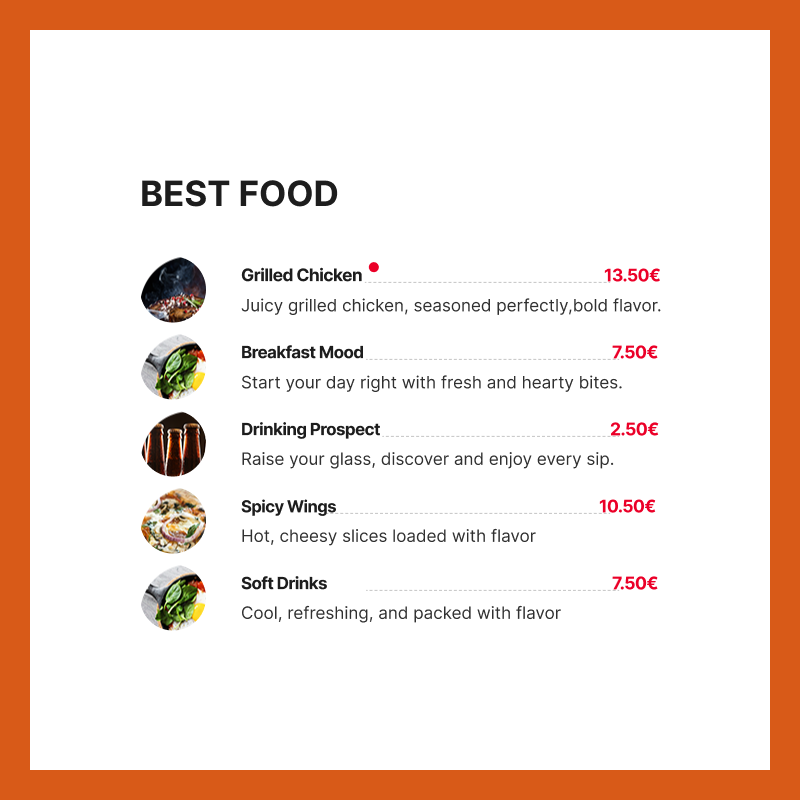 BEST FOOD
Grilled Chicken 13.50€
Juicy grilled chicken, seasoned perfectly,bold flavor.
Breakfast Mood 7.50€
Start your day right with fresh and hearty bites.
Drinking Prospect 2.50€
Raise your glass, discover and enjoy every sip.
Spicy Wings 10.50€
Hot, cheesy slices loaded with flavor
Soft Drinks 7.50€
Cool, refreshing, and packed with flavor